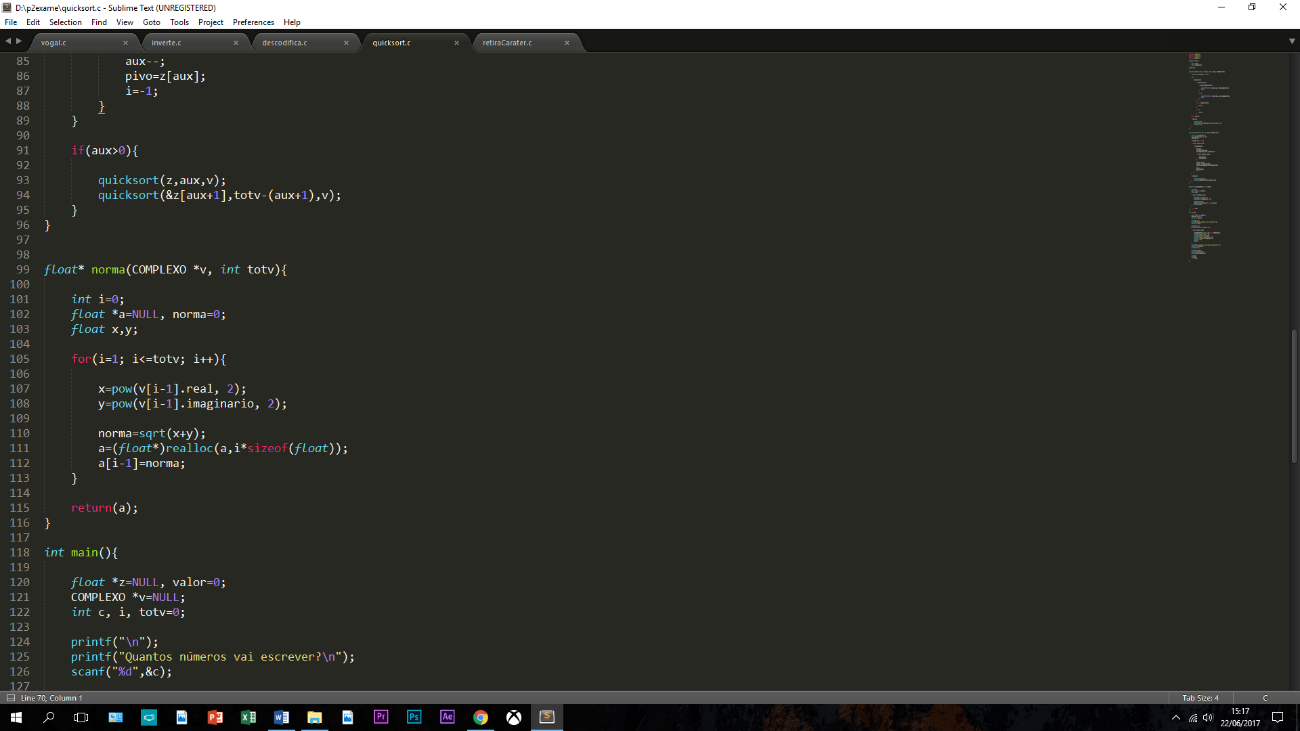 D:\p2exame\quicksort.c - Sublime Text (UNREGISTERED)
File Edit Selection Find View Goto Tools Project Preferences Help
vogal.c × inverte.c × descodifica.c × quicksort.c × retiraCarater.c ×
85 aux--;
86 pivo=z[aux];
87 i=-1;
88 }
89 }
90
91 if(aux>0){
92
93 quicksort(z,aux,v);
94 quicksort(&z[aux+1],totv-(aux+1),v);
95 }
96 }
97
98
99 float* norma(COMPLEXO *v, int totv){
100
101 int i=0;
102 float *a=NULL, norma=0;
103 float x,y;
104
105 for(i=1; i<=totv; i++){
106
107 x=pow(v[i-1].real, 2);
108 y=pow(v[i-1].imaginario, 2);
109
110 norma=sqrt(x+y);
111 a=(float*)realloc(a,i*sizeof(float));
112 a[i-1]=norma;
113 }
114
115 return(a);
116 }
117
118 int main(){
119
120 float *z=NULL, valor=0;
121 COMPLEXO *v=NULL;
122 int c, i, totv=0;
123
124 printf("\n");
125 printf("Quantos números vai escrever?\n");
126 scanf("%d",&c);
127
Line 70, Column 1 Tab Size: 4 C
Pr Ps Ae
15:17
22/06/2017